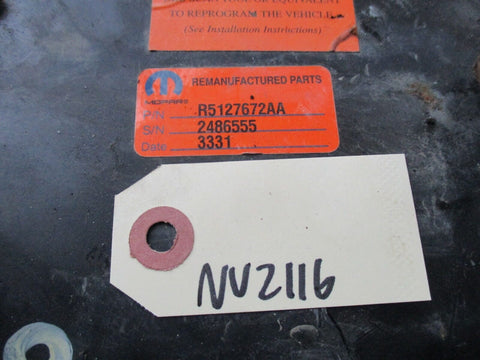 TO REPROGRAM THE VEHICLE.
(See Installation Instructions)
REMANUFACTURED PARTS
MOPAR
P/N R5127672AA
S/N 2486555
Date 3331
NV2116